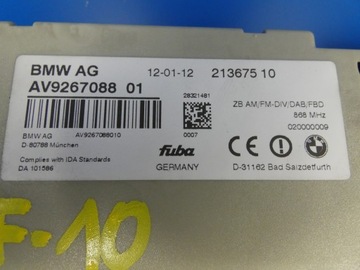 BMW AG 12-01-12 213675 10
AV9267088 01
28321481
ZB AM/FM-DIV/DAB/FBD
868 MHz
BMW AG AV9267088010 0007 020000009
D-80788 München
Complies with IDA Standards
DA 101586
fuba
GERMANY D-31162 Bad Salzdetfurth
CE
F-10